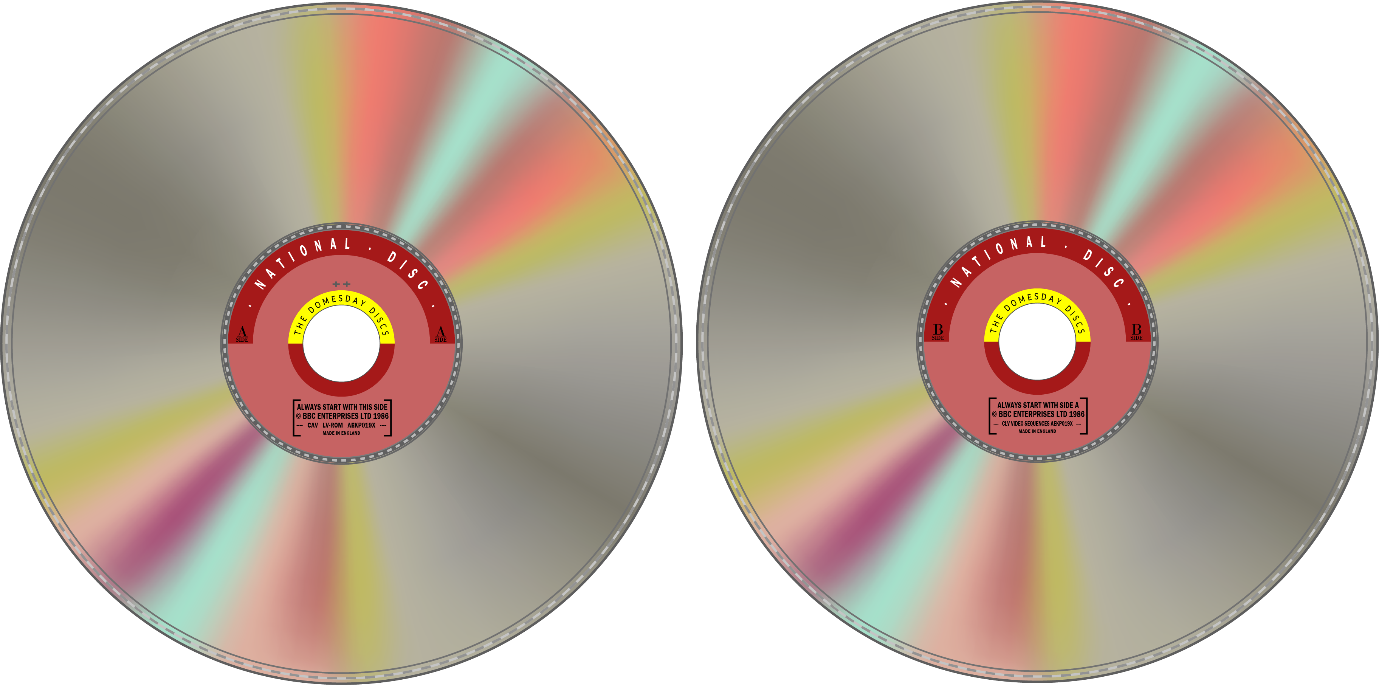 · NATIONAL · DISC ·
++
THE DOMESDAY DISCS
A
SIDE
A
SIDE
ALWAYS START WITH THIS SIDE
© BBC ENTERPRISES LTD 1986
— CAV LV-ROM ABKP019X —
MADE IN ENGLAND
· NATIONAL · DISC ·
THE DOMESDAY DISCS
B
SIDE
B
SIDE
ALWAYS START WITH SIDE A
© BBC ENTERPRISES LTD 1986
— CLV VIDEO SEQUENCES ABKP019X —
MADE IN ENGLAND